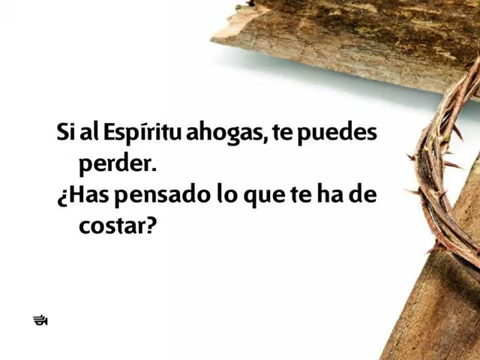 Si al Espíritu ahogas, te puedes
perder.
¿Has pensado lo que te ha de
costar?